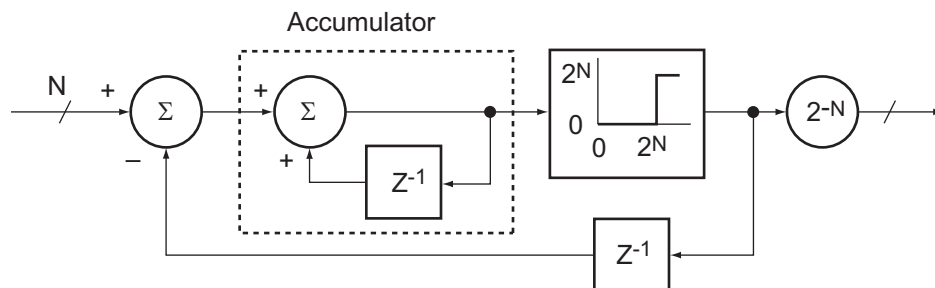 Accumulator
N
+
Σ
−
+
Σ
+
Z-1
2N
0
0
2N
2-N
Z-1